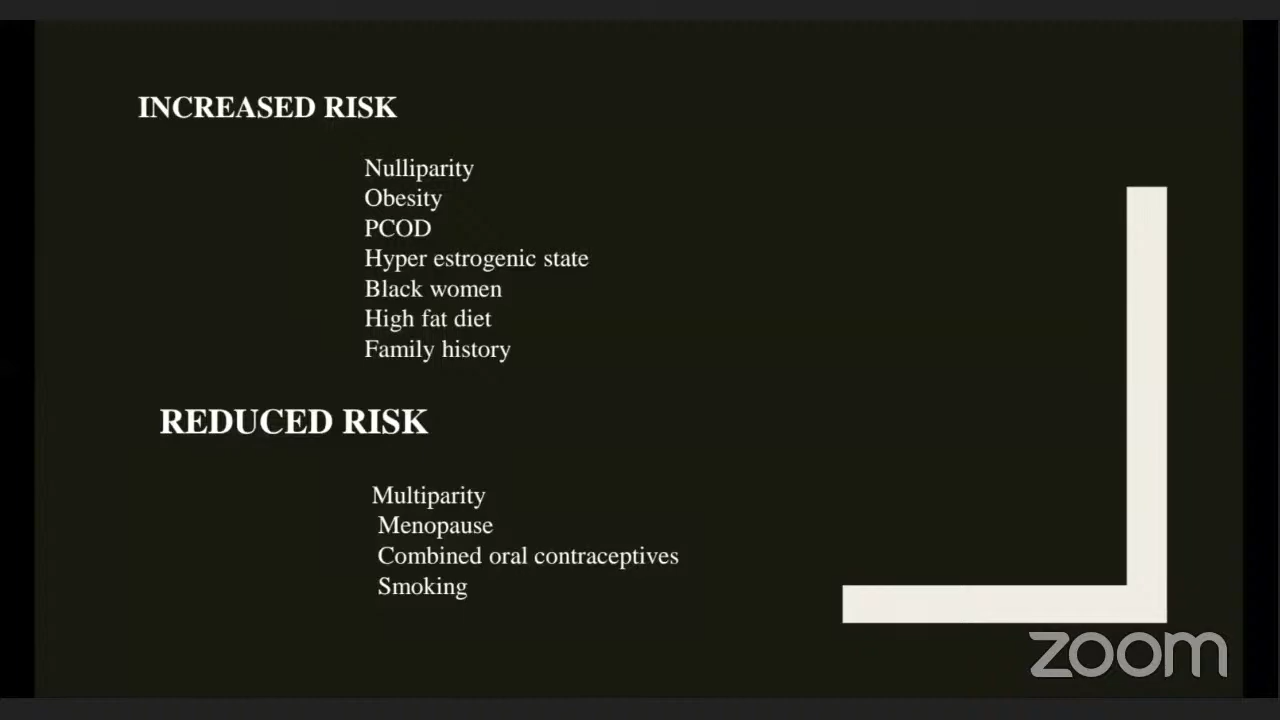 INCREASED RISK
Nulliparity
Obesity
PCOD
Hyper estrogenic state
Black women
High fat diet
Family history
REDUCED RISK
Multiparity
Menopause
Combined oral contraceptives
Smoking
zoom